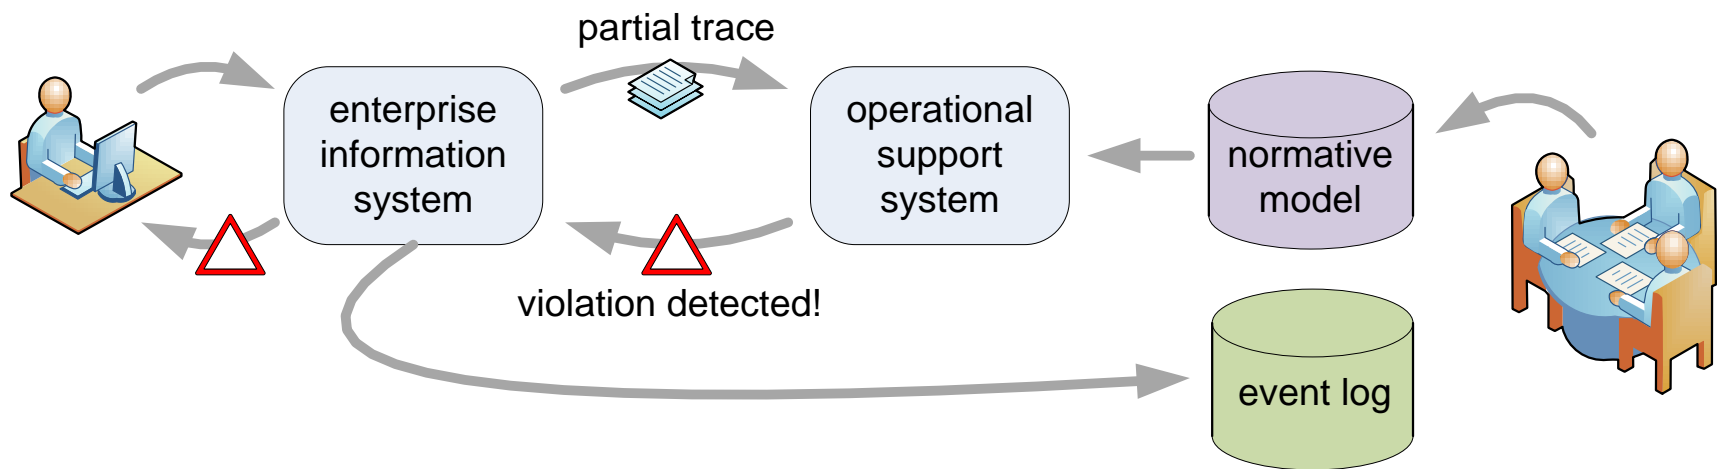 partial trace
enterprise
information
system
operational
support
system
normative
model
violation detected!
event log